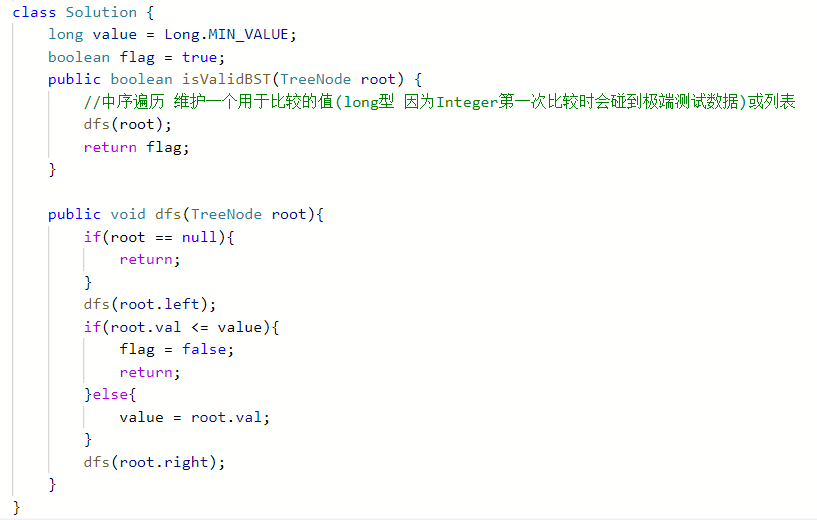 class Solution {
    long value = Long.MIN_VALUE;
    boolean flag = true;
    public boolean isValidBST(TreeNode root) {
        //中序遍历 维护一个用于比较的值(long型 因为Integer第一次比较时会碰到极端测试数据)或列表
        dfs(root);
        return flag;
    }

    public void dfs(TreeNode root){
        if(root == null){
            return;
        }
        dfs(root.left);
        if(root.val <= value){
            flag = false;
            return;
        }else{
            value = root.val;
        }
        dfs(root.right);
    }
}